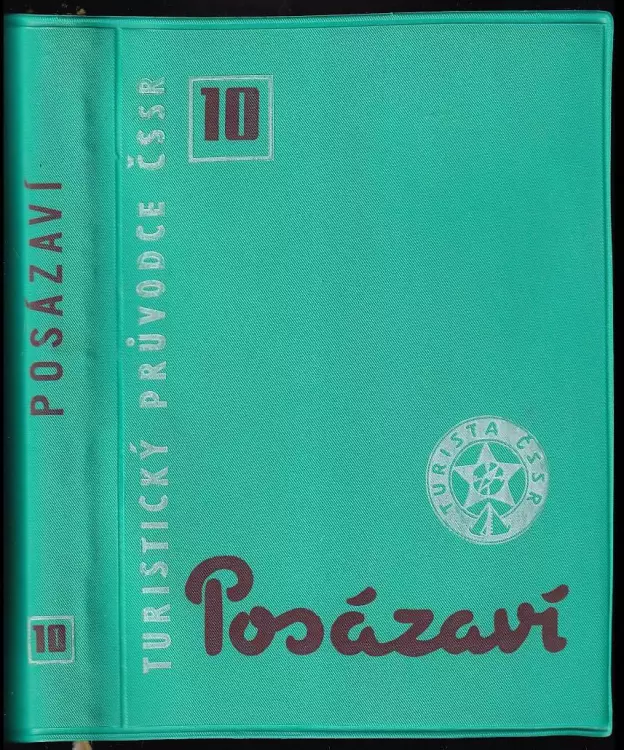 POSÁZAVÍ
10
TURISTICKÝ PRŮVODCE ČSSR
10
TURISTA ČSSR
Posázaví